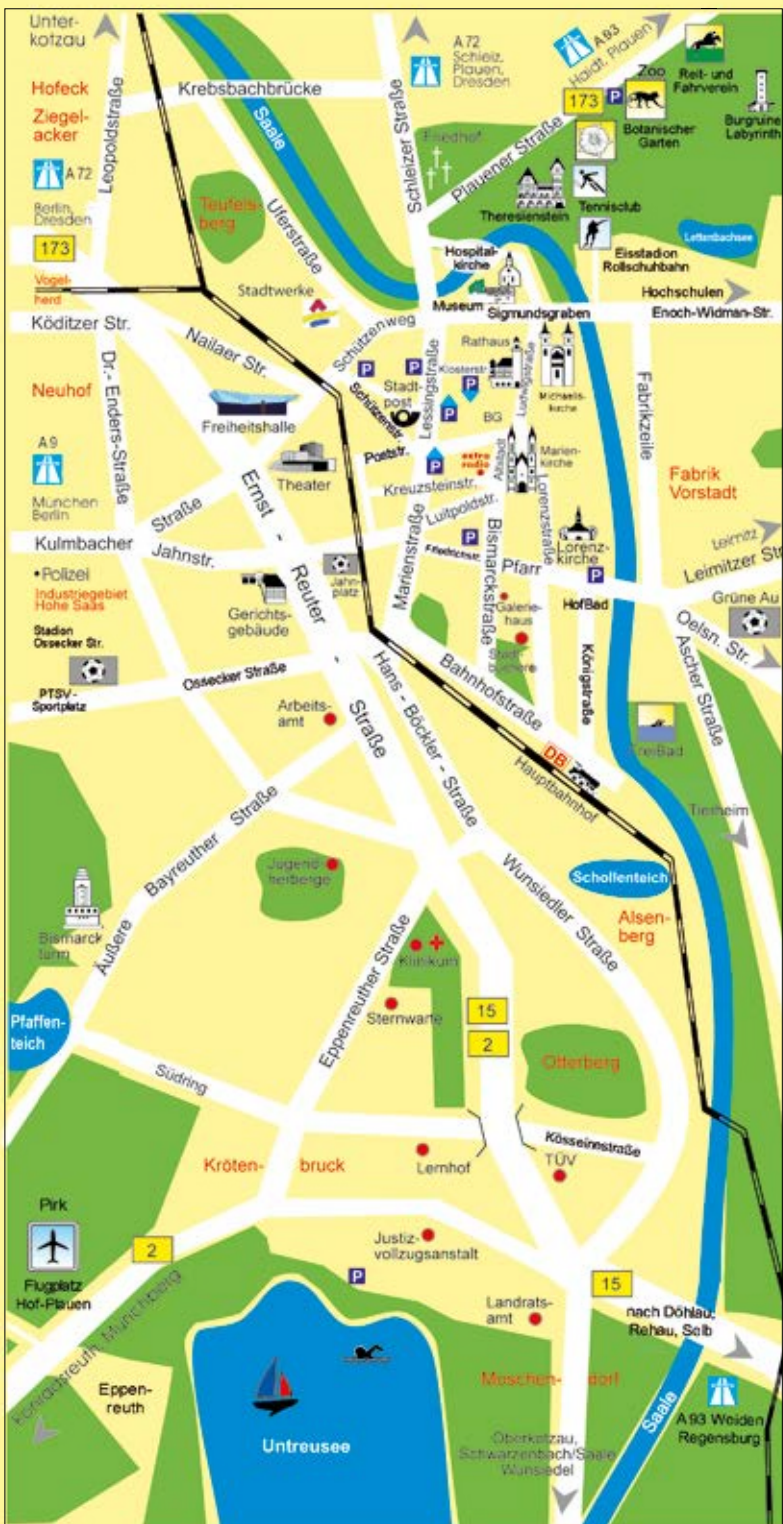 Unter-
kotzau
A 72
Schleiz,
Plauen,
Dresden
A 93
Haidt, Plauen
Zoo
Reit- und
Fahrverein
Hofeck
Ziegel-
acker
Krebsbachbrücke
Leopoldstraße
Saale
Schleizer Straße
Friedhof
173
P
Plauener Straße
Botanischer
Garten
Burgruine
Labyrinth
A 72
Berlin,
Dresden
173
Teufels-
berg
Uferstraße
Theresienstein
Tennisclub
Vogel-
herd
Stadtwerke
Hospital-
kirche
Eisstadion
Rollschuhbahn
Lettenbachsee
Museum
Sigmundsgraben
Hochschulen
Enoch-Widman-Str.
Köditzer Str.
Nailaer Str.
Schützenweg
Dr.- Enders-Straße
P
P
Stadt-
post
Schützenstr.
Lessingstraße
Rathaus
Klosterstr.
P
P
Ludwigstraße
Michaelis-
kirche
Neuhof
Freiheitshalle
BG
Fabrikzeile
A 9
München
Berlin
Theater
Poststr.
P
extra
radio
Altstadt
Marien-
kirche
Kreuzsteinstr.
Fabrik
Vorstadt
Ernst - Reuter - Straße
Luitpoldstr.
Lorenzstraße
Kulmbacher Straße
Jahnstr.
Marienstraße
P
Friedrichstr.
Bismarckstraße
Pfarr
Lorenz-
kirche
P
Leimitz
Leimitzer Str
•Polizei
Industriegebiet
Hohe Saas
Jahn-
platz
Gerichts-
gebäude
Galerie-
haus
HofBad
Grüne Au
Stadion
Ossecker Str.
Oelsn. Str.
Stadt-
bücherei
Königstraße
PTSV-
Sportplatz
Ossecker Straße
Hans - Böckler - Straße
Bahnhofstraße
Ascher Straße
Arbeits-
amt
DB
Hauptbahnhof
FreiBad
Tierheim
Äußere Bayreuther Straße
Jugend-
herberge
Wunsiedler Straße
Schollenteich
Alsen-
berg
Bismarck
turm
Klinikum
Eppenreuther Straße
Sternwarte
15
2
Pfaffen-
teich
Otterberg
Südring
Kösseinestraße
Kröten- bruck
Lernhof
TÜV
Pirk
Flugplatz
Hof-Plauen
2
Justiz-
vollzugsanstalt
P
15
Landrats-
amt
nach Döhlau,
Rehau, Selb
Konradsreuth, Münchberg
Eppen-
reuth
Moschen- dorf
Saale
A 93 Weiden
Regensburg
Untreusee
Oberkotzau,
Schwarzenbach/Saale
Wunsiedel